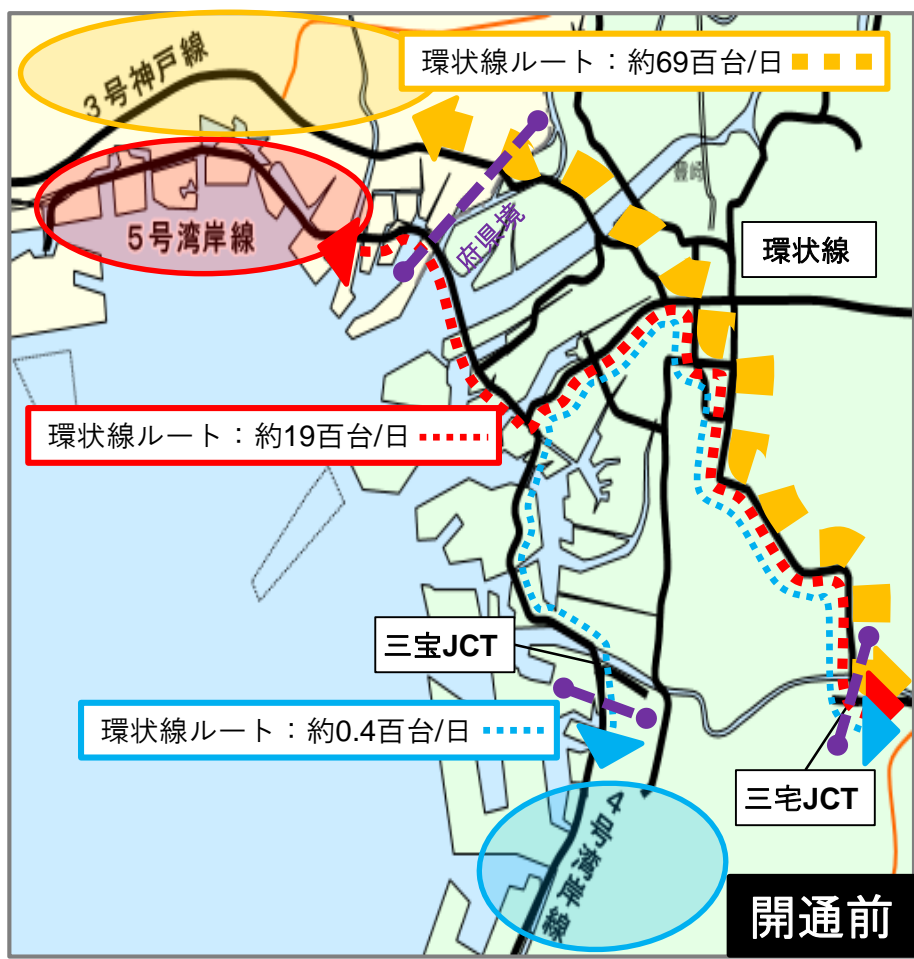 環状線ルート：約69百台/日
３号神戸線
豊崎
５号湾岸線
府県境
環状線
環状線ルート：約19百台/日
三宝JCT
環状線ルート：約0.4百台/日
三宅JCT
４号湾岸線
開通前